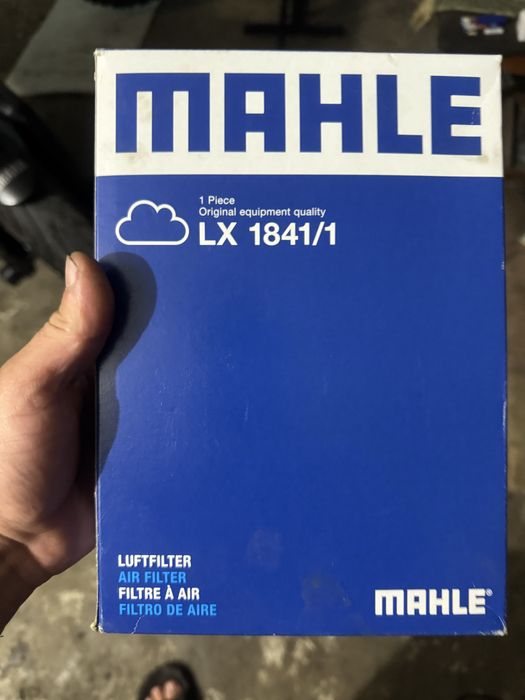 MAHLE
1 Piece
Original equipment quality
LX 1841/1
LUFTFILTER
AIR FILTER
FILTRE À AIR
FILTRO DE AIRE
MAHLE®